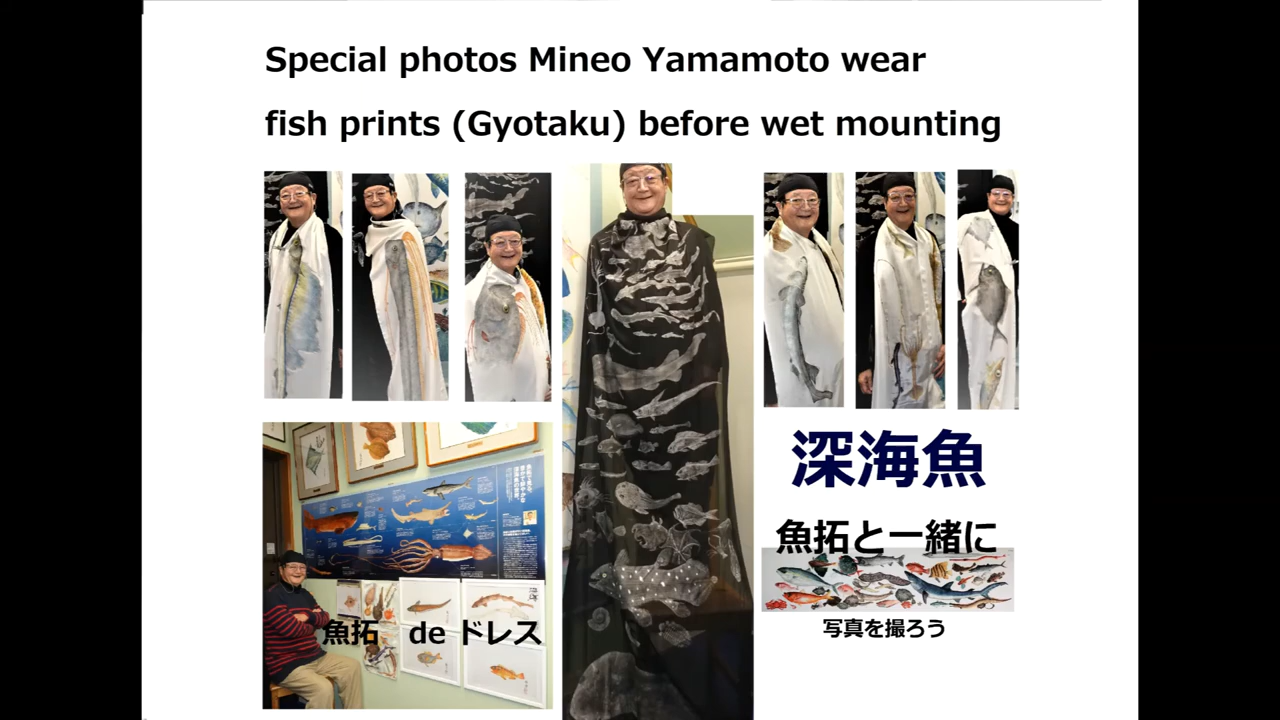 Special photos Mineo Yamamoto wear
fish prints (Gyotaku) before wet mounting
深海魚
魚拓と一緒に
写真を撮ろう
魚拓 de ドレス